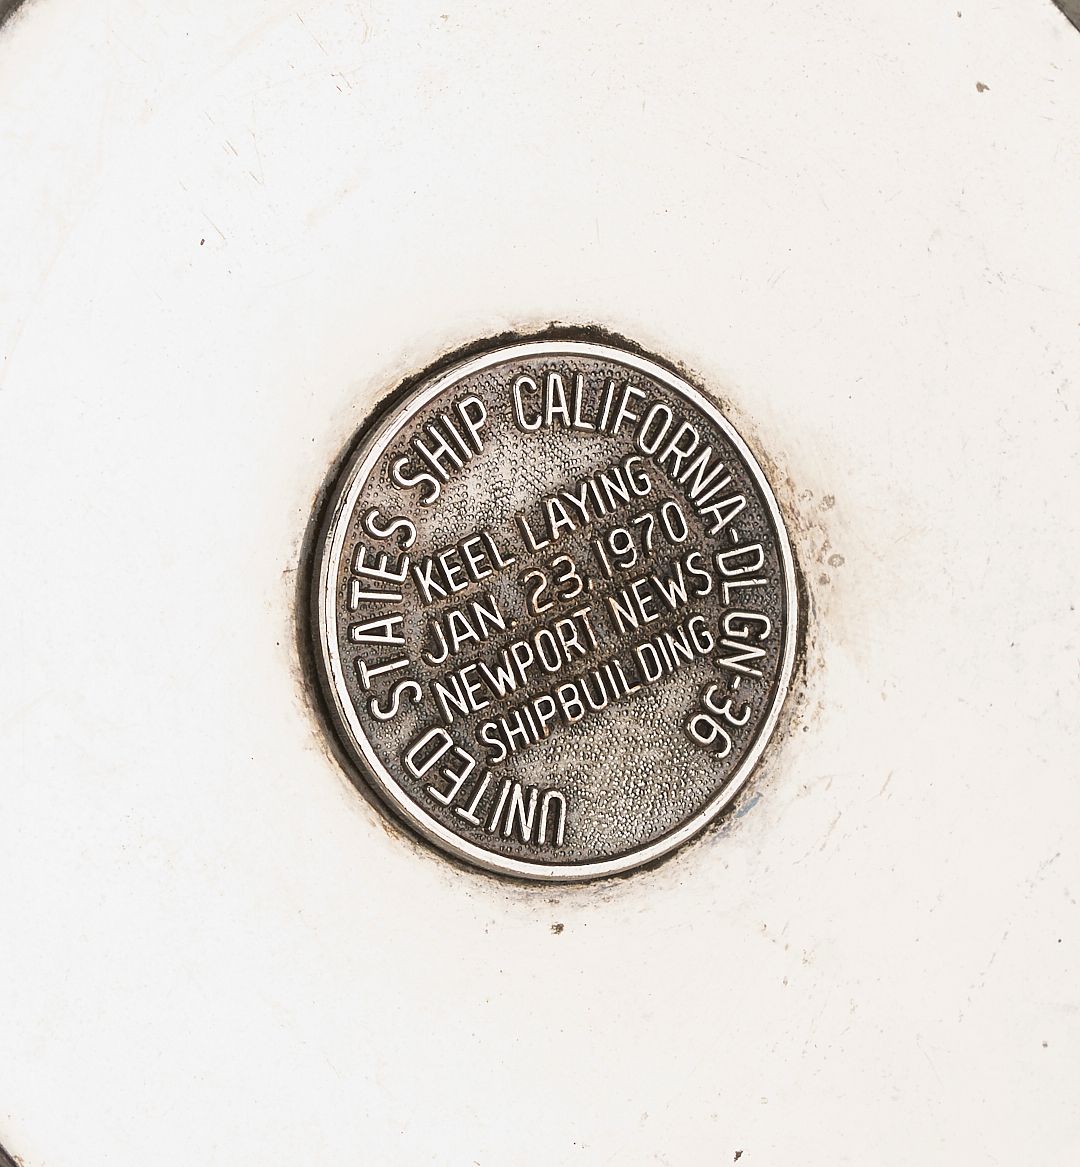 UNITED STATES SHIP CALIFORNIA-DLGN-36
KEEL LAYING
JAN. 23, 1970
NEWPORT NEWS
SHIPBUILDING